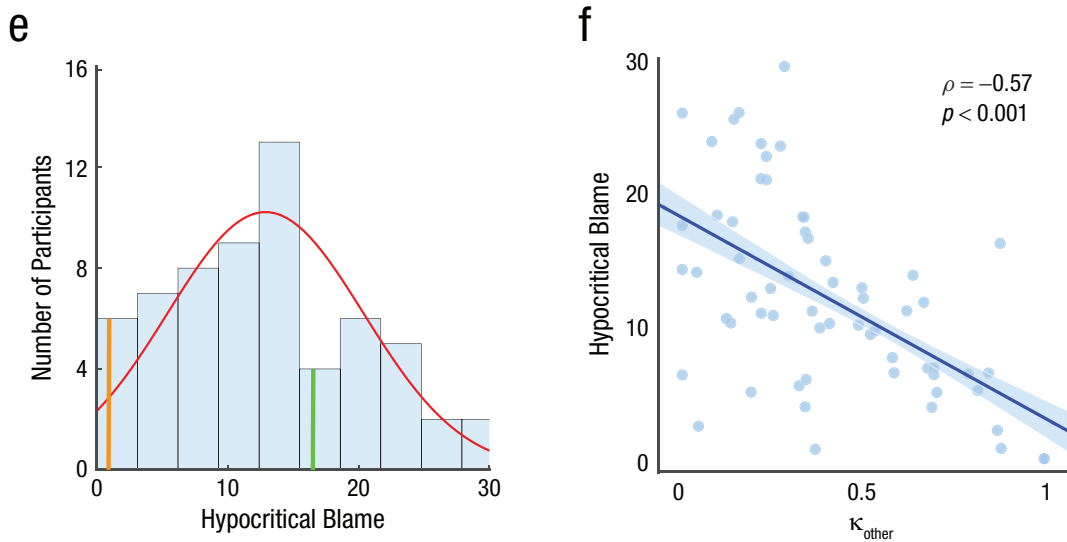 e
16
12
8
4
0
Number of Participants
0 10 20 30
Hypocritical Blame
f
30
20
10
0
Hypocritical Blame
ρ = −0.57
p < 0.001
0 0.5 1
κother